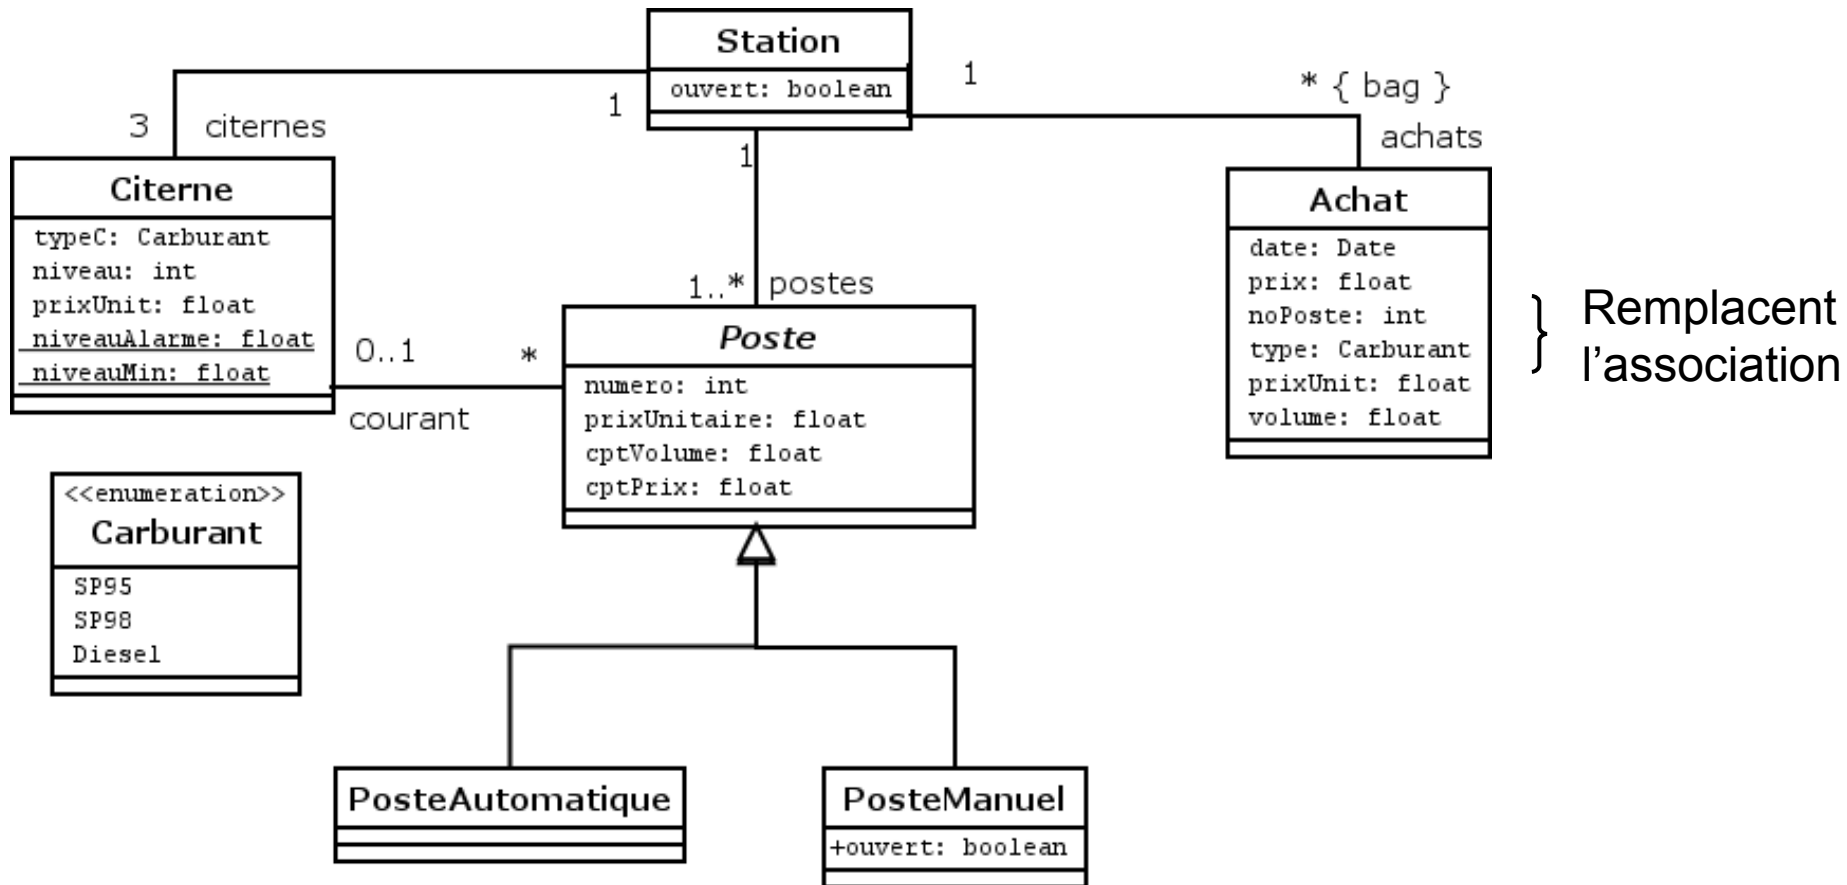 Station
ouvert: boolean
1
* { bag }
achats
3
citernes
1
1
Citerne
typeC: Carburant
niveau: int
prixUnit: float
niveauAlarme: float
niveauMin: float
0..1
*
courant
1..*
postes
Poste
numero: int
prixUnitaire: float
cptVolume: float
cptPrix: float
Achat
date: Date
prix: float
noPoste: int
type: Carburant
prixUnit: float
volume: float
} Remplacent
l’association
<<enumeration>>
Carburant
SP95
SP98
Diesel
PosteAutomatique
PosteManuel
+ouvert: boolean